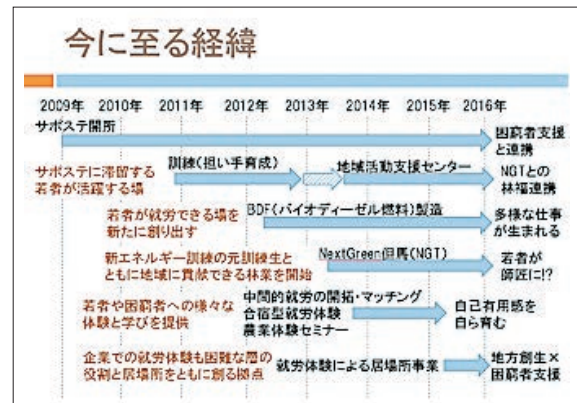 今に至る経緯
2009年 2010年 2011年 2012年 2013年 2014年 2015年 2016年
サポステ開所
困窮者支援
と連携
サポステに滞留する
若者が活躍する場
訓練(担い手育成)
地域活動支援センター
NGTとの
林福連携
若者が就労できる場を
新たに創り出す
BDF(バイオディーゼル燃料)製造
多様な仕事
が生まれる
新エネルギー訓練の元訓練生と
ともに地域に貢献できる林業を開始
NextGreen但馬(NGT)
若者が
師匠に!?
若者や困窮者への様々な
体験と学びを提供
中間的就労の開拓・マッチング
合宿型就労体験
農業体験セミナー
自己有用感を
自ら育む
企業での就労体験も困難な層の
役割と居場所をともに創る拠点
就労体験による居場所事業
地方創生×
困窮者支援